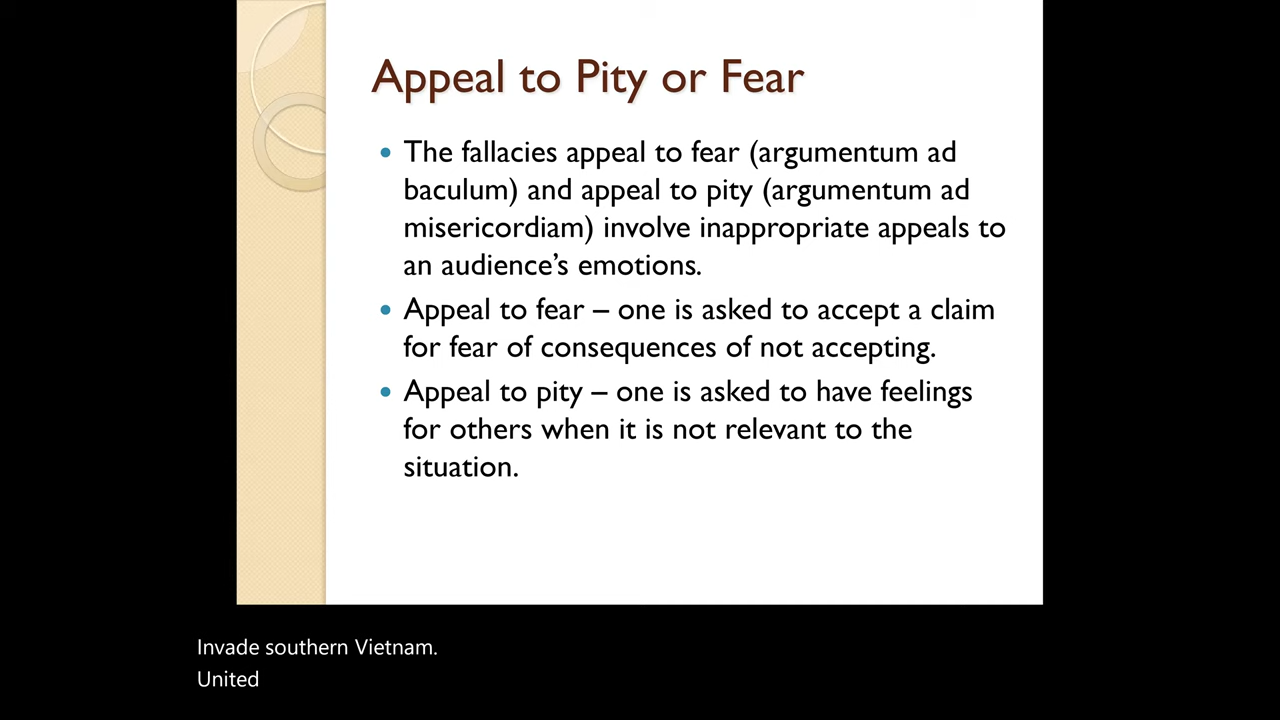 Appeal to Pity or Fear
• The fallacies appeal to fear (argumentum ad
baculum) and appeal to pity (argumentum ad
misericordiam) involve inappropriate appeals to
an audience’s emotions.
• Appeal to fear – one is asked to accept a claim
for fear of consequences of not accepting.
• Appeal to pity – one is asked to have feelings
for others when it is not relevant to the
situation.
Invade southern Vietnam.
United